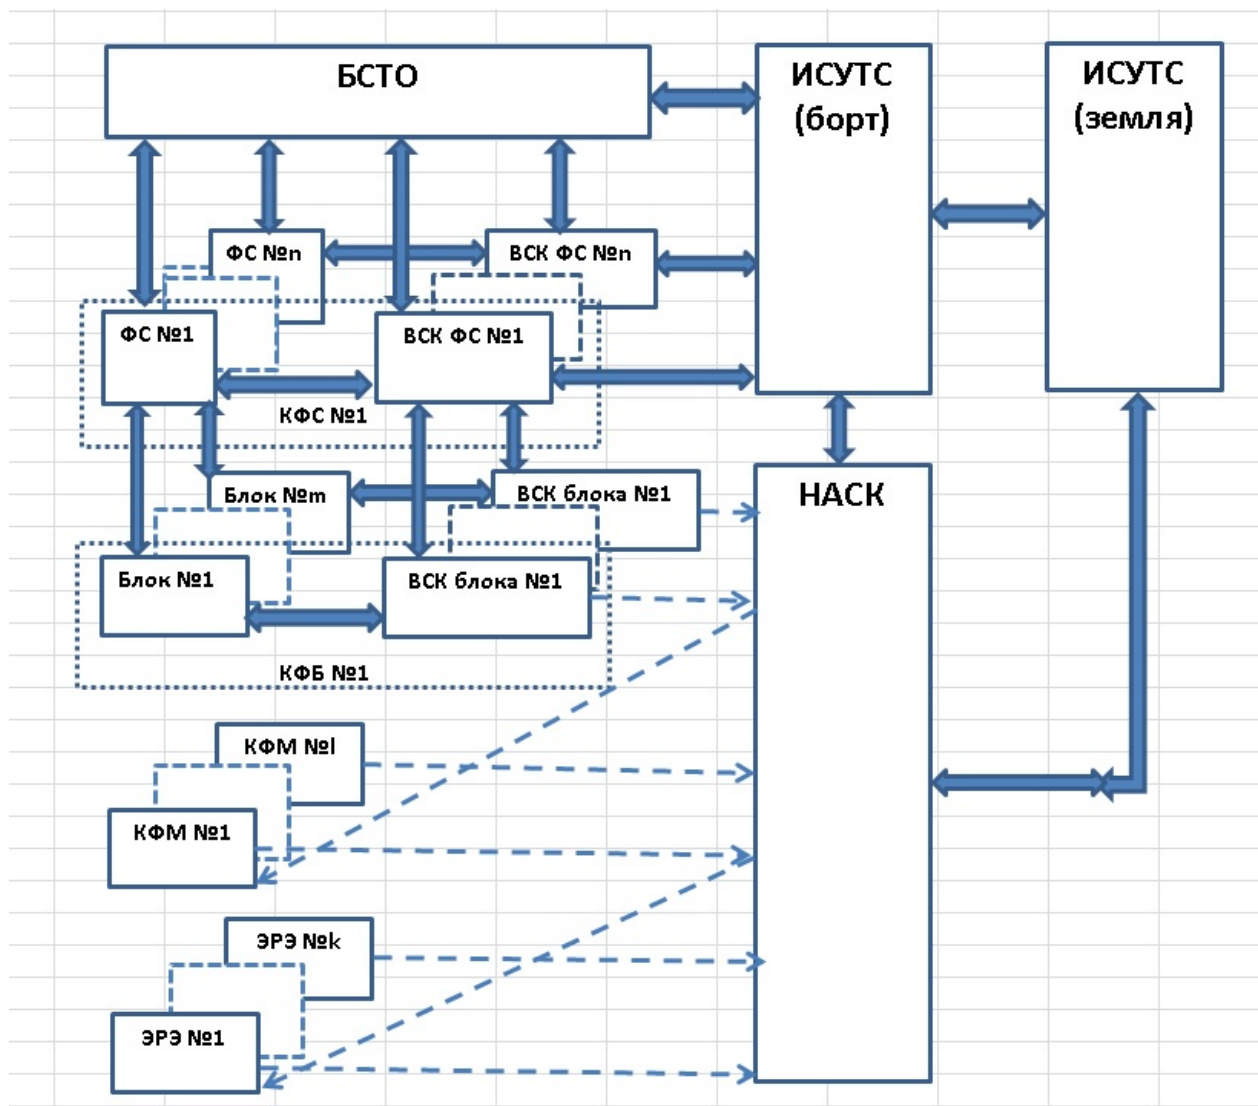 БСТО
ИСУТС
(борт)
ИСУТС
(земля)
ФС №n
ВСК ФС №n
ФС №1
ВСК ФС №1
КФС №1
Блок №m
ВСК блока №1
НАСК
Блок №1
ВСК блока №1
КФБ №1
КФМ №l
КФМ №1
ЭРЭ №k
ЭРЭ №1